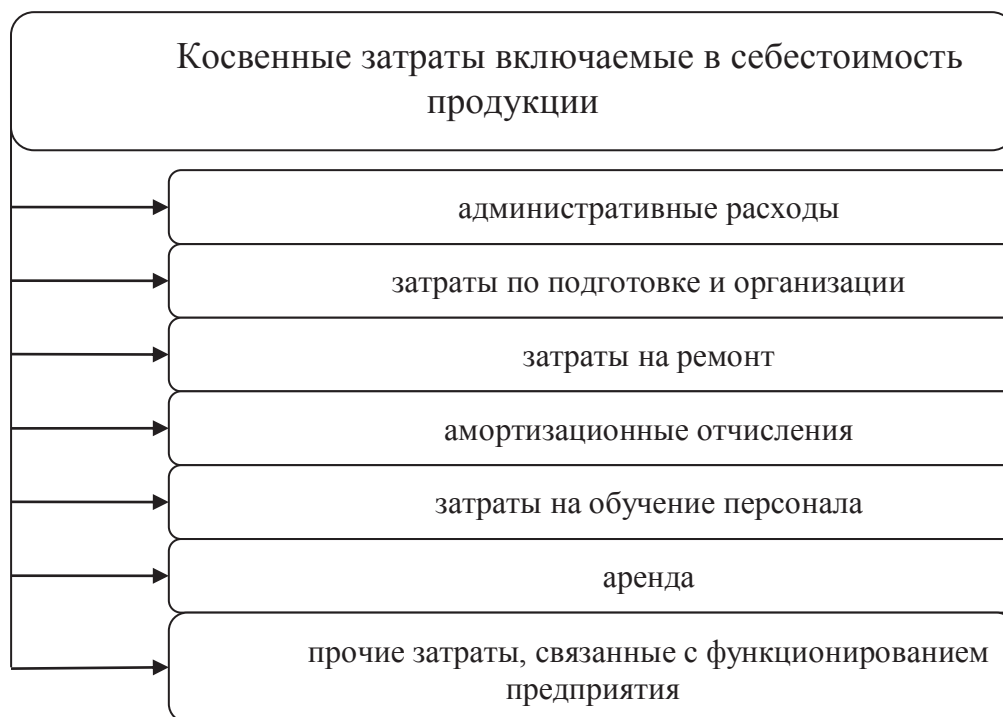 Косвенные затраты включаемые в себестоимость
продукции
административные расходы
затраты по подготовке и организации
затраты на ремонт
амортизационные отчисления
затраты на обучение персонала
аренда
прочие затраты, связанные с функционированием
предприятия